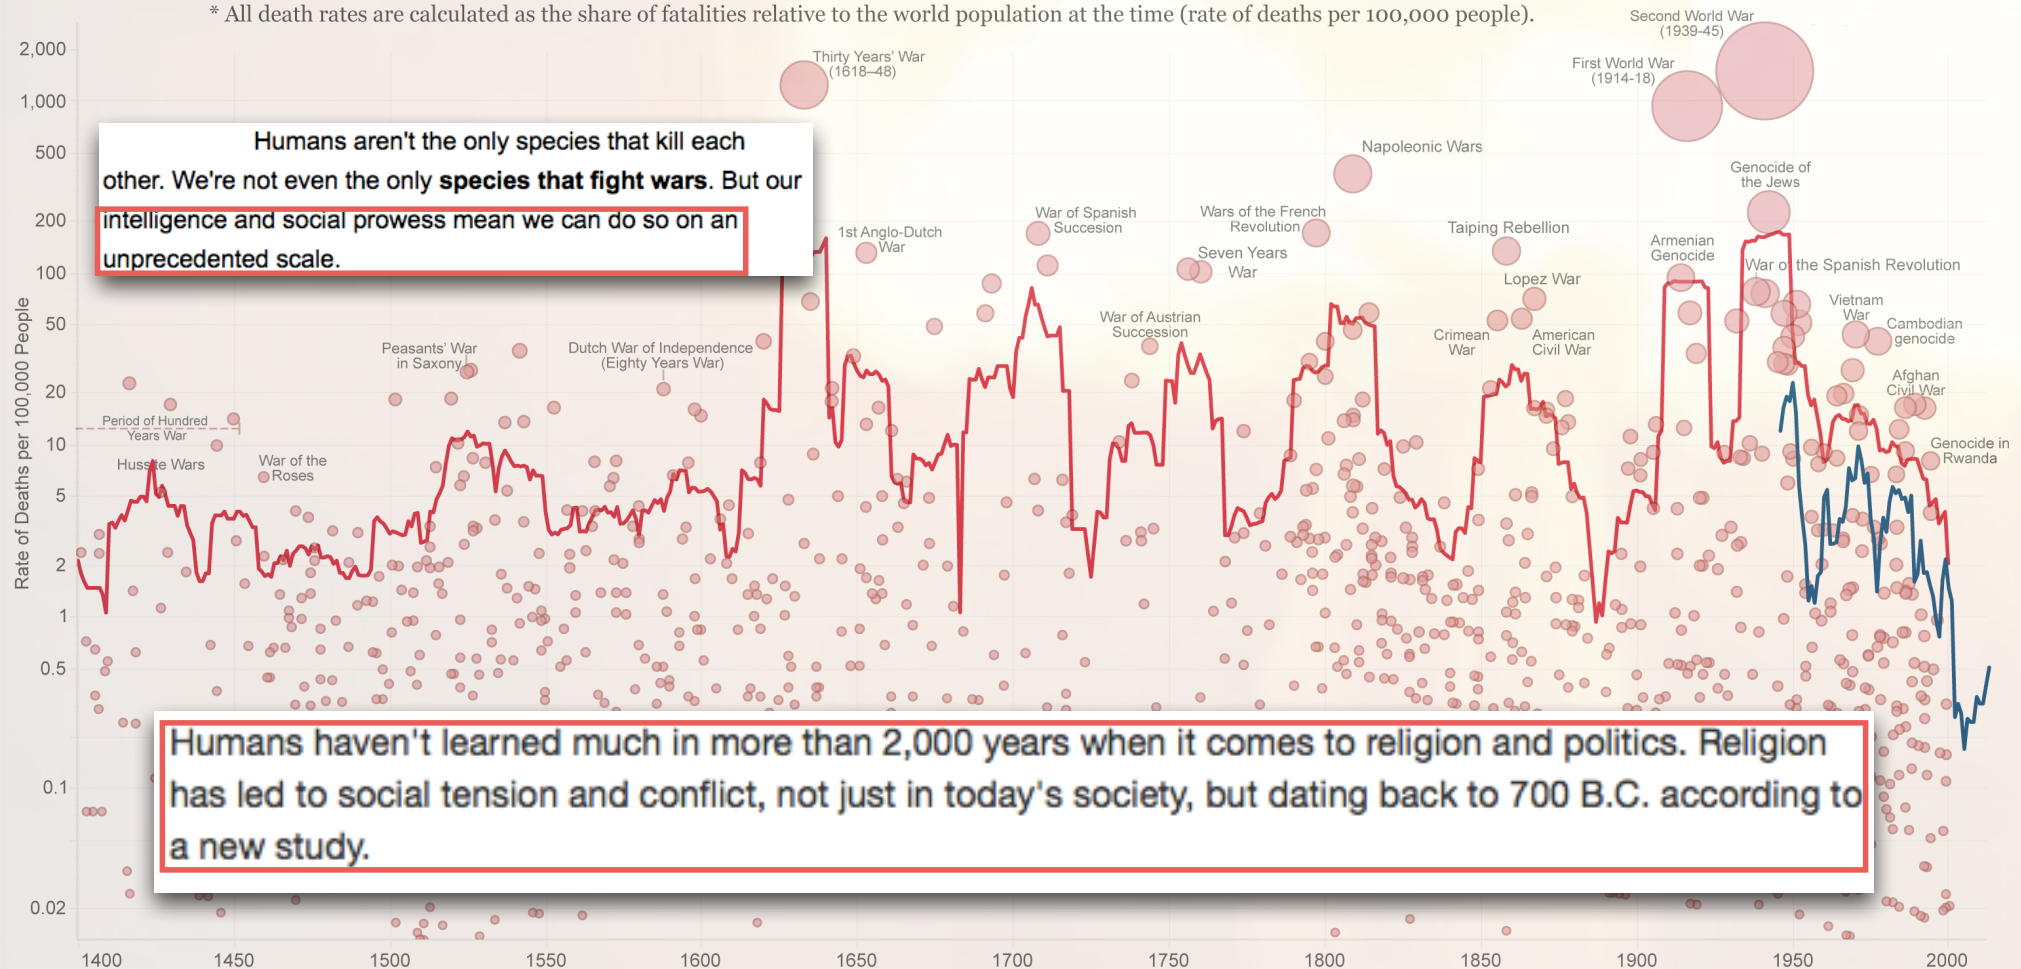 * All death rates are calculated as the share of fatalities relative to the world population at the time (rate of deaths per 100,000 people).
Second World War
(1939-45)
First World War
(1914-18)
Thirty Years' War
(1618–48)
Humans aren't the only species that kill each
other. We're not even the only species that fight wars. But our
intelligence and social prowess mean we can do so on an
unprecedented scale.
Napoleonic Wars
Genocide of
the Jews
War of Spanish
Succesion
Wars of the French
Revolution
1st Anglo-Dutch
War
Taiping Rebellion
Armenian
Genocide
Seven Years
War
War of the Spanish Revolution
Lopez War
Vietnam
War
War of Austrian
Succession
Crimean
War
American
Civil War
Cambodian
genocide
Peasants' War
in Saxony
Dutch War of Independence
(Eighty Years War)
Afghan
Civil War
Period of Hundred
Years War
Hussite Wars
War of the
Roses
Genocide in
Rwanda
Humans haven't learned much in more than 2,000 years when it comes to religion and politics. Religion
has led to social tension and conflict, not just in today's society, but dating back to 700 B.C. according to
a new study.
Rate of Deaths per 100,000 People
2,000
1,000
500
200
100
50
20
10
5
2
1
0.5
0.1
0.02
1400 1450 1500 1550 1600 1650 1700 1750 1800 1850 1900 1950 2000